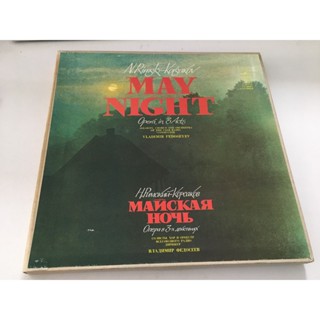 N. Rimsky-Korsakov
MAY
NIGHT
Opera in 3 Acts
VLADIMIR FEDOSEYEV
Н. Римский-Корсаков
МАЙСКАЯ
НОЧЬ
Опера в 3-х действиях
ВЛАДИМИР ФЕДОСЕЕВ